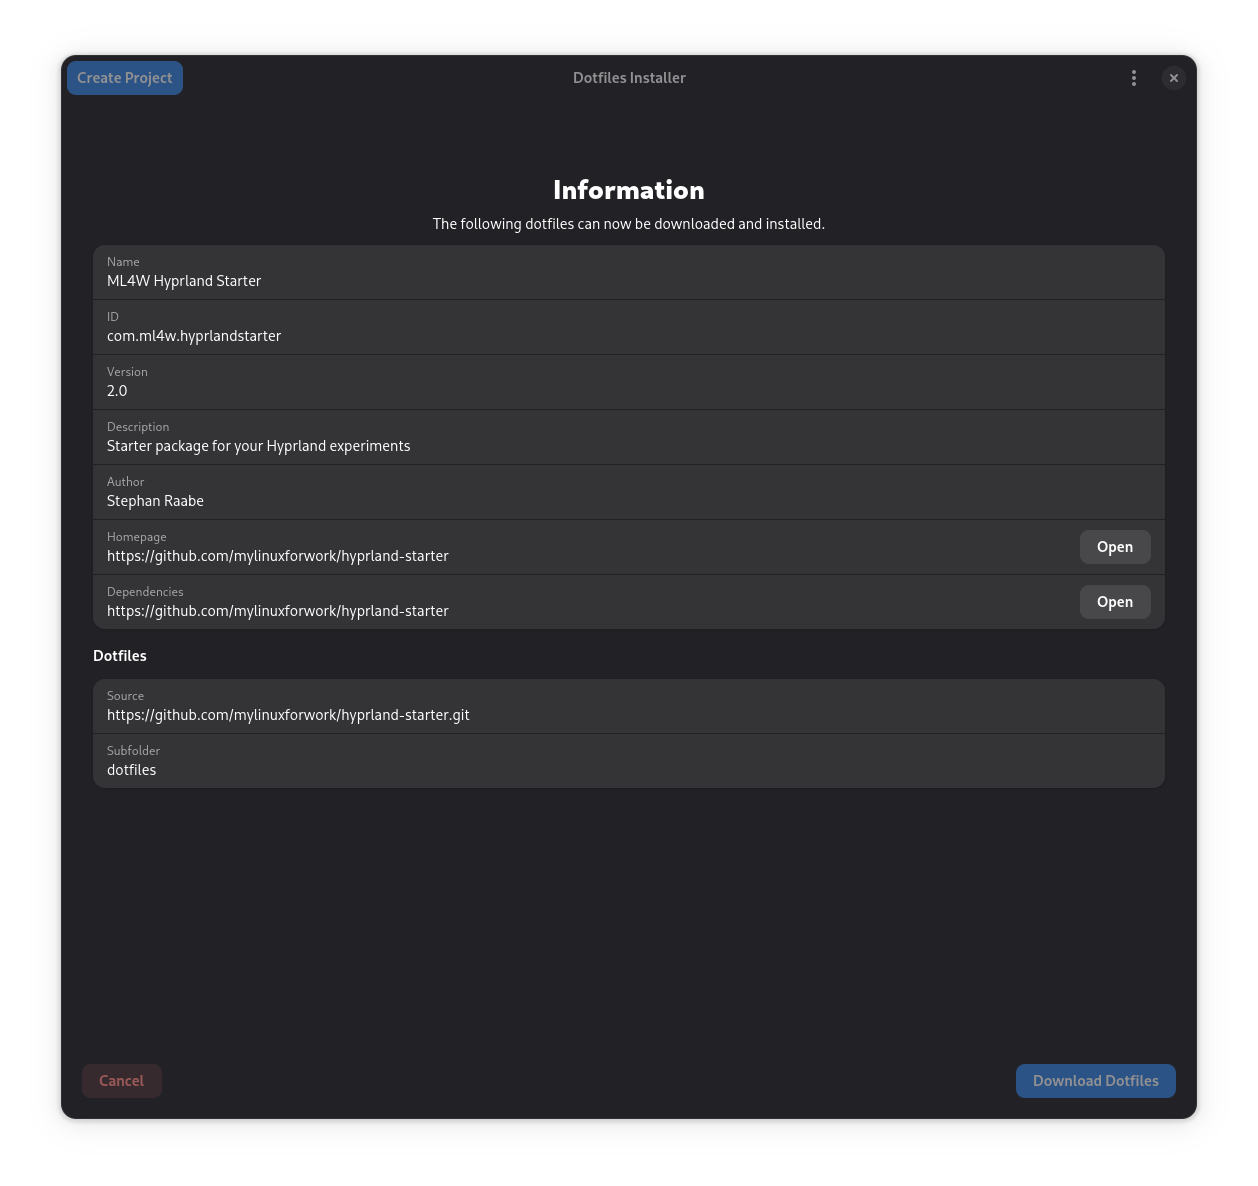 Create Project
Dotfiles Installer
Information
The following dotfiles can now be downloaded and installed.
Name
ML4W Hyprland Starter
ID
com.ml4w.hyprlandstarter
Version
2.0
Description
Starter package for your Hyprland experiments
Author
Stephan Raabe
Homepage
https://github.com/mylinuxforwork/hyprland-starter
Open
Dependencies
https://github.com/mylinuxforwork/hyprland-starter
Open
Dotfiles
Source
https://github.com/mylinuxforwork/hyprland-starter.git
Subfolder
dotfiles
Cancel
Download Dotfiles